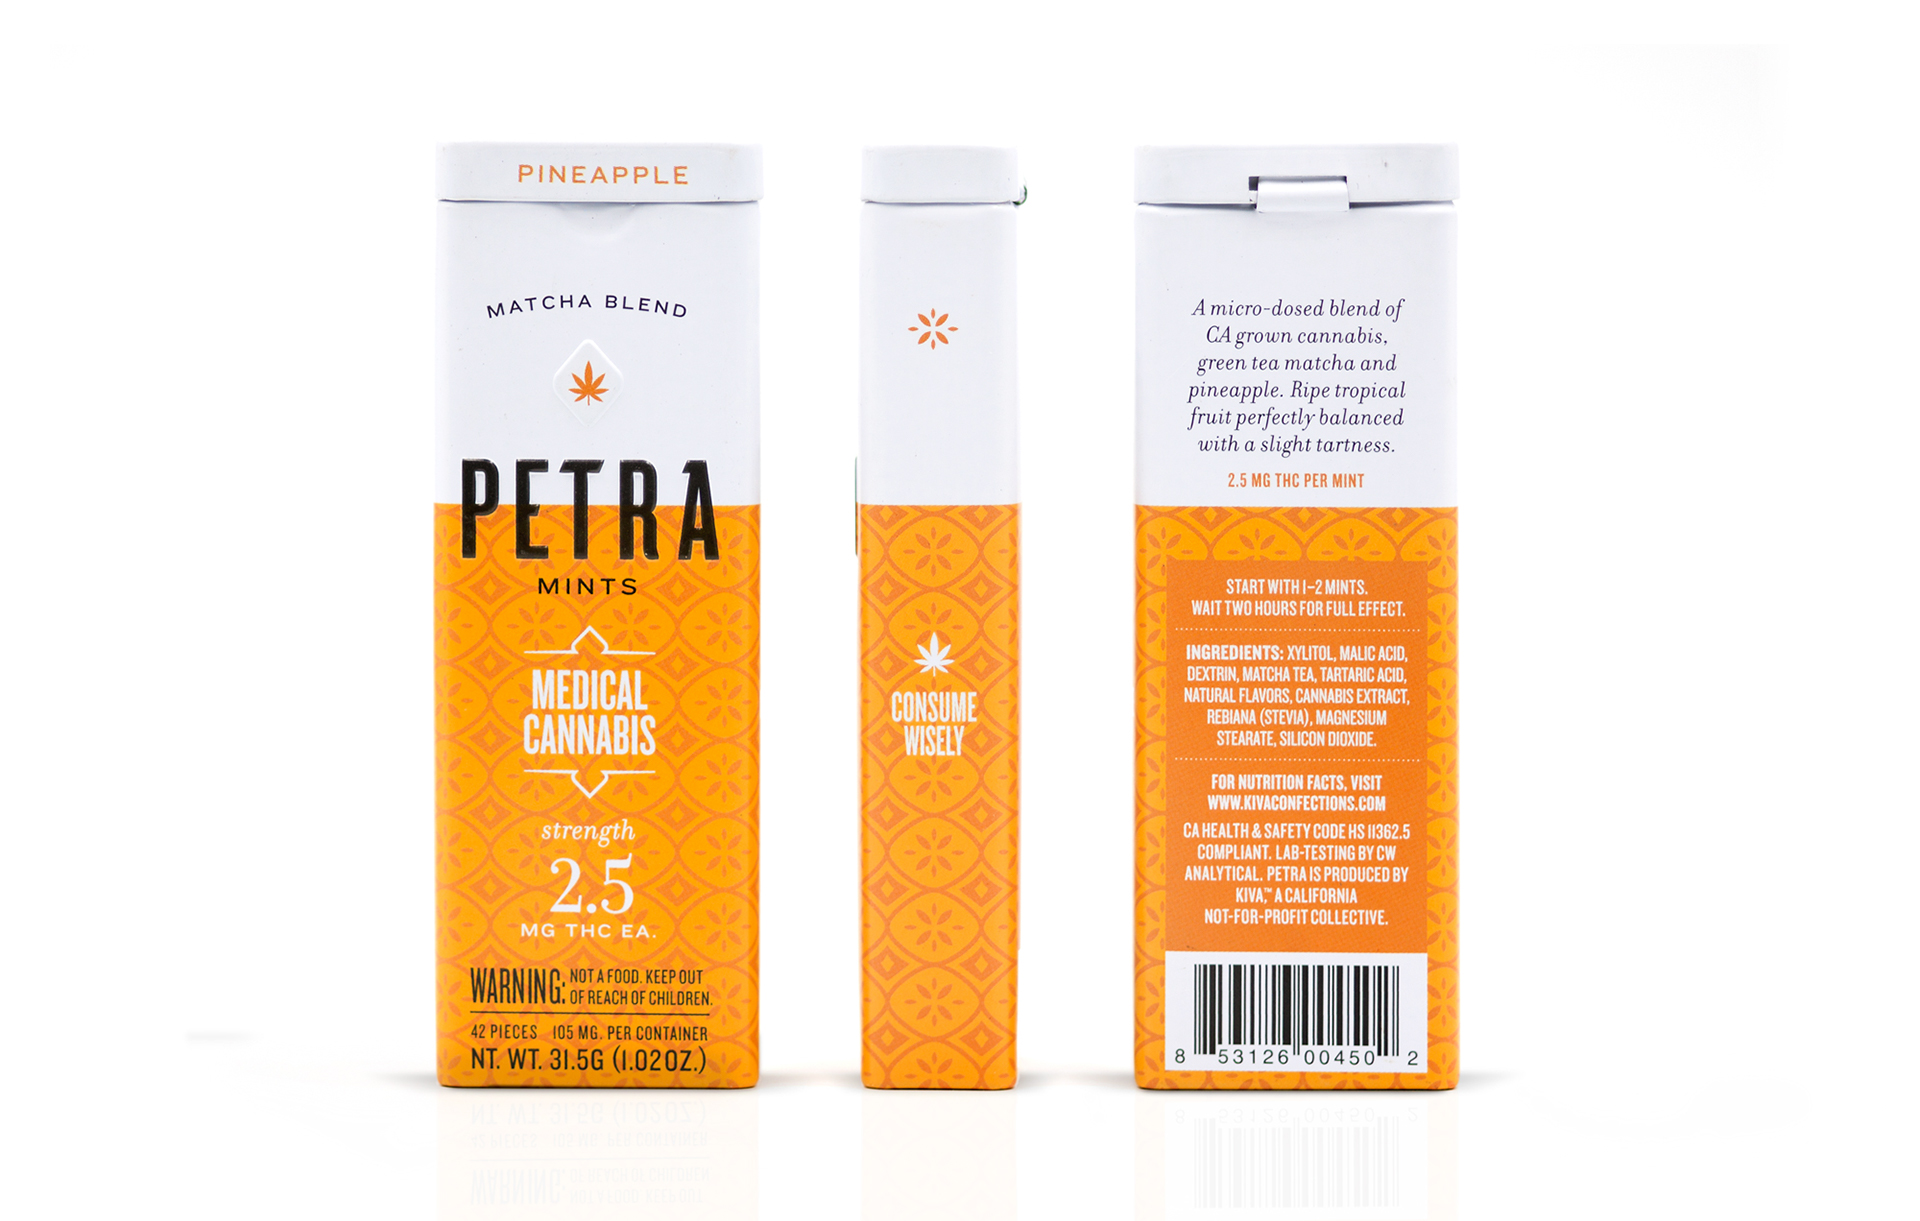 PINEAPPLE
MATCHA BLEND
PETRA
MINTS
MEDICAL
CANNABIS
strength
2.5
MG THC EA.
WARNING: NOT A FOOD. KEEP OUT
OF REACH OF CHILDREN.
42 PIECES 105 MG. PER CONTAINER
NT. WT. 31.5G (1.02OZ.)
CONSUME
WISELY
A micro-dosed blend of
CA grown cannabis,
green tea matcha and
pineapple. Ripe tropical
fruit perfectly balanced
with a slight tartness.
2.5 MG THC PER MINT
START WITH 1–2 MINTS.
WAIT TWO HOURS FOR FULL EFFECT.
INGREDIENTS: XYLITOL, MALIC ACID,
DEXTRIN, MATCHA TEA, TARTARIC ACID,
NATURAL FLAVORS, CANNABIS EXTRACT,
REBIANA (STEVIA), MAGNESIUM
STEARATE, SILICON DIOXIDE.
FOR NUTRITION FACTS, VISIT
WWW.KIVACONFECTIONS.COM
CA HEALTH & SAFETY CODE HS 11362.5
COMPLIANT. LAB-TESTING BY CW
ANALYTICAL. PETRA IS PRODUCED BY
KIVA,™ A CALIFORNIA
NOT-FOR-PROFIT COLLECTIVE.
8 53126 00450 2